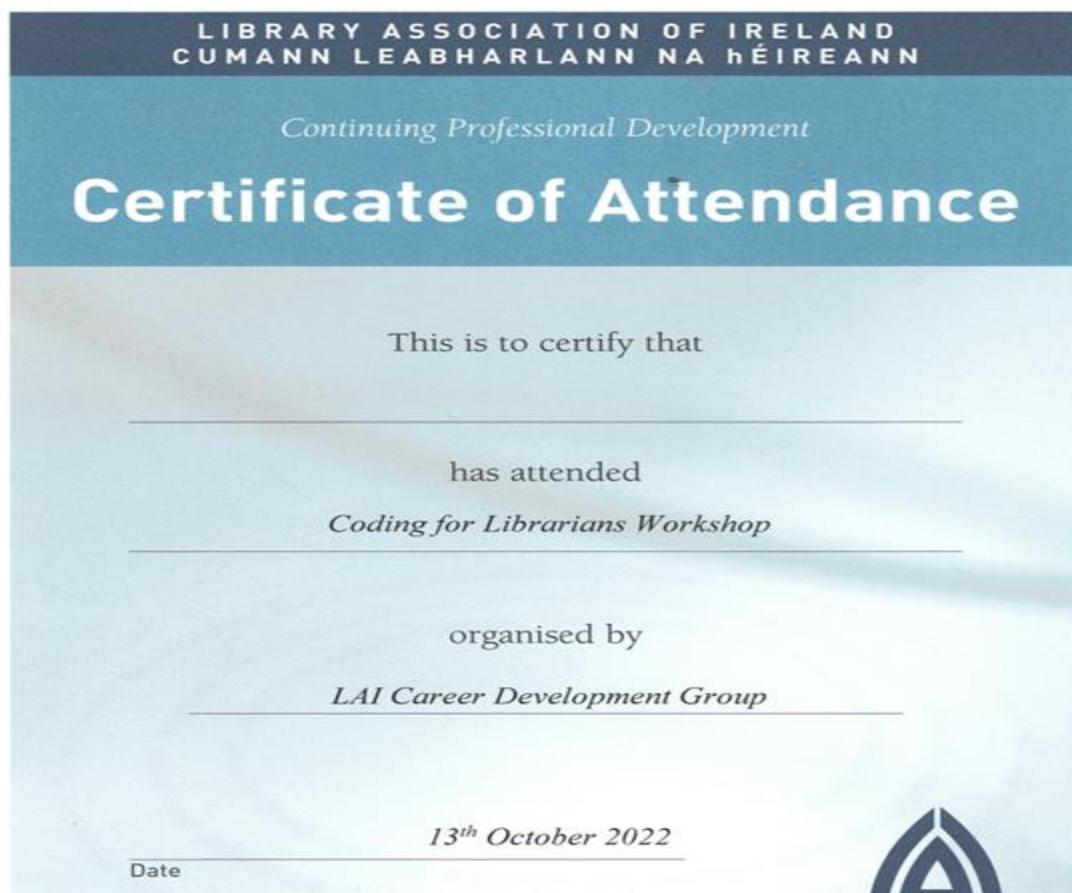 LIBRARY ASSOCIATION OF IRELAND
CUMANN LEABHARLANN NA hÉIREANN
Continuing Professional Development
Certificate of Attendance
This is to certify that
has attended
Coding for Librarians Workshop
organised by
LAI Career Development Group
13th October 2022
Date